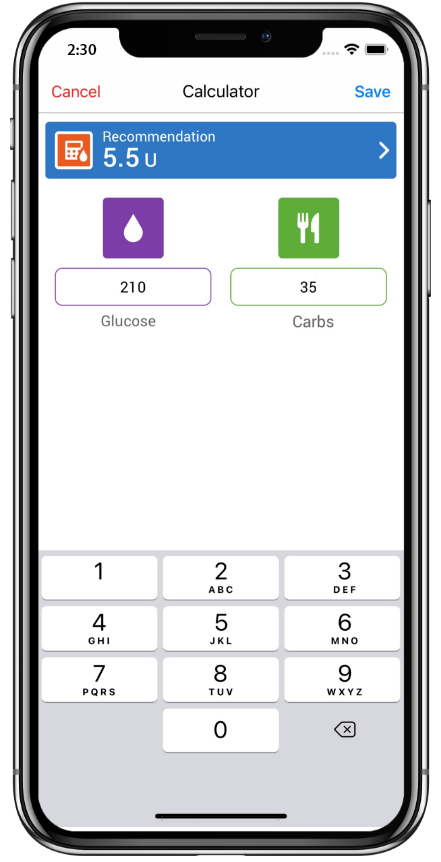 2:30
Cancel Calculator Save
Recommendation
5.5 U
210 35
Glucose Carbs
1 2 3
ABC DEF
4 5 6
GHI JKL MNO
7 8 9
PQRS TUV WXYZ
0